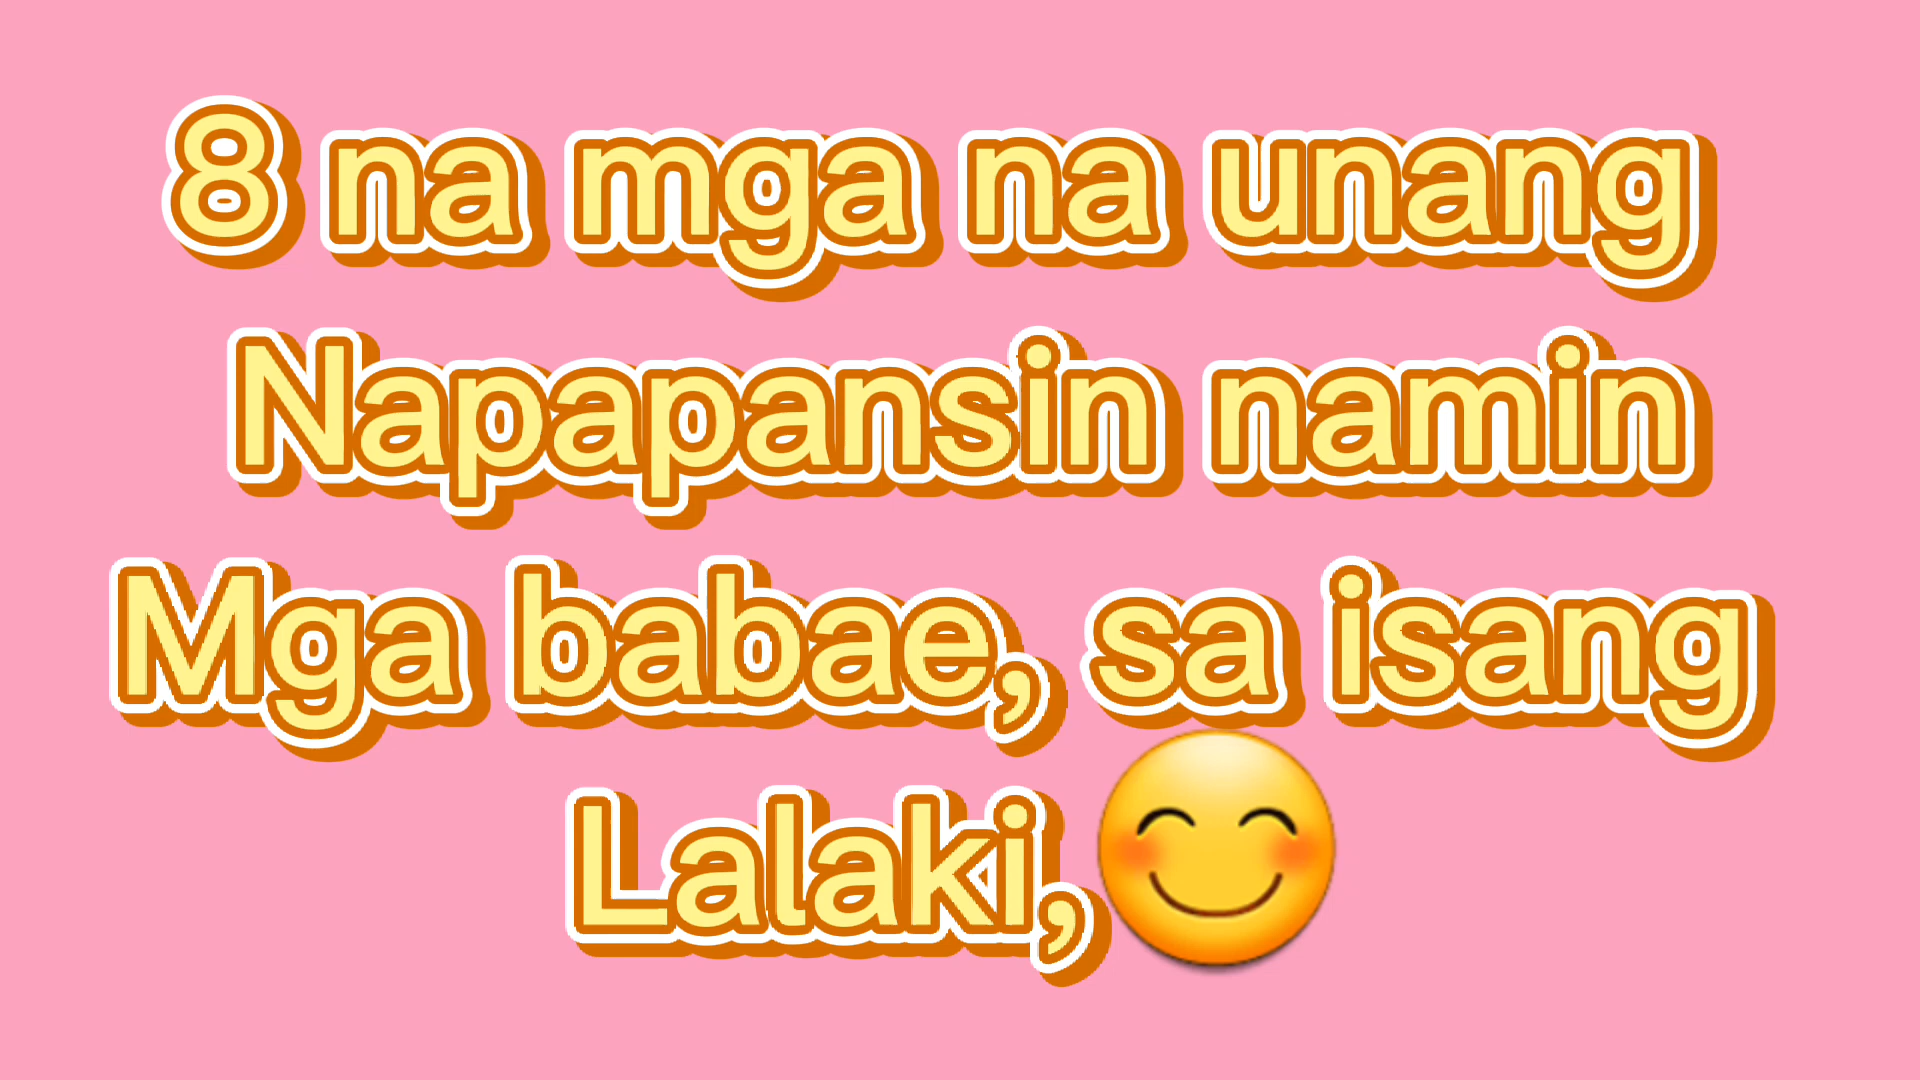 8 na mga na unang
Napapansin namin
Mga babae, sa isang
Lalaki,😊